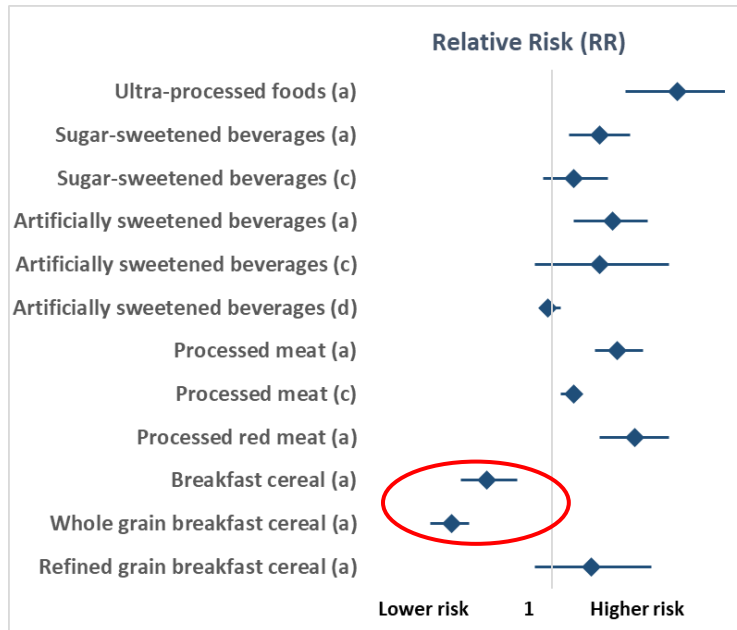 Relative Risk (RR)
Ultra-processed foods (a)
Sugar-sweetened beverages (a)
Sugar-sweetened beverages (c)
Artificially sweetened beverages (a)
Artificially sweetened beverages (c)
Artificially sweetened beverages (d)
Processed meat (a)
Processed meat (c)
Processed red meat (a)
Breakfast cereal (a)
Whole grain breakfast cereal (a)
Refined grain breakfast cereal (a)
Lower risk 1 Higher risk